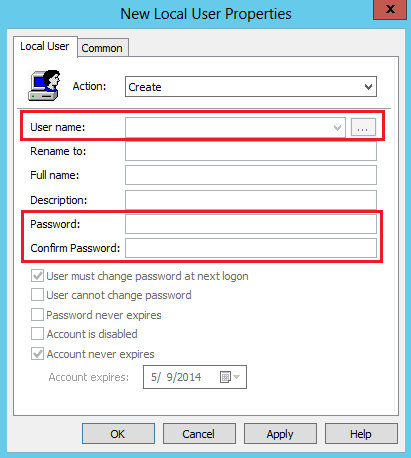 New Local User Properties
x
Local User Common
Action: Create
User name: ...
Rename to:
Full name:
Description:
Password:
Confirm Password:
User must change password at next logon
User cannot change password
Password never expires
Account is disabled
Account never expires
Account expires: 5/ 9/2014
OK Cancel Apply Help